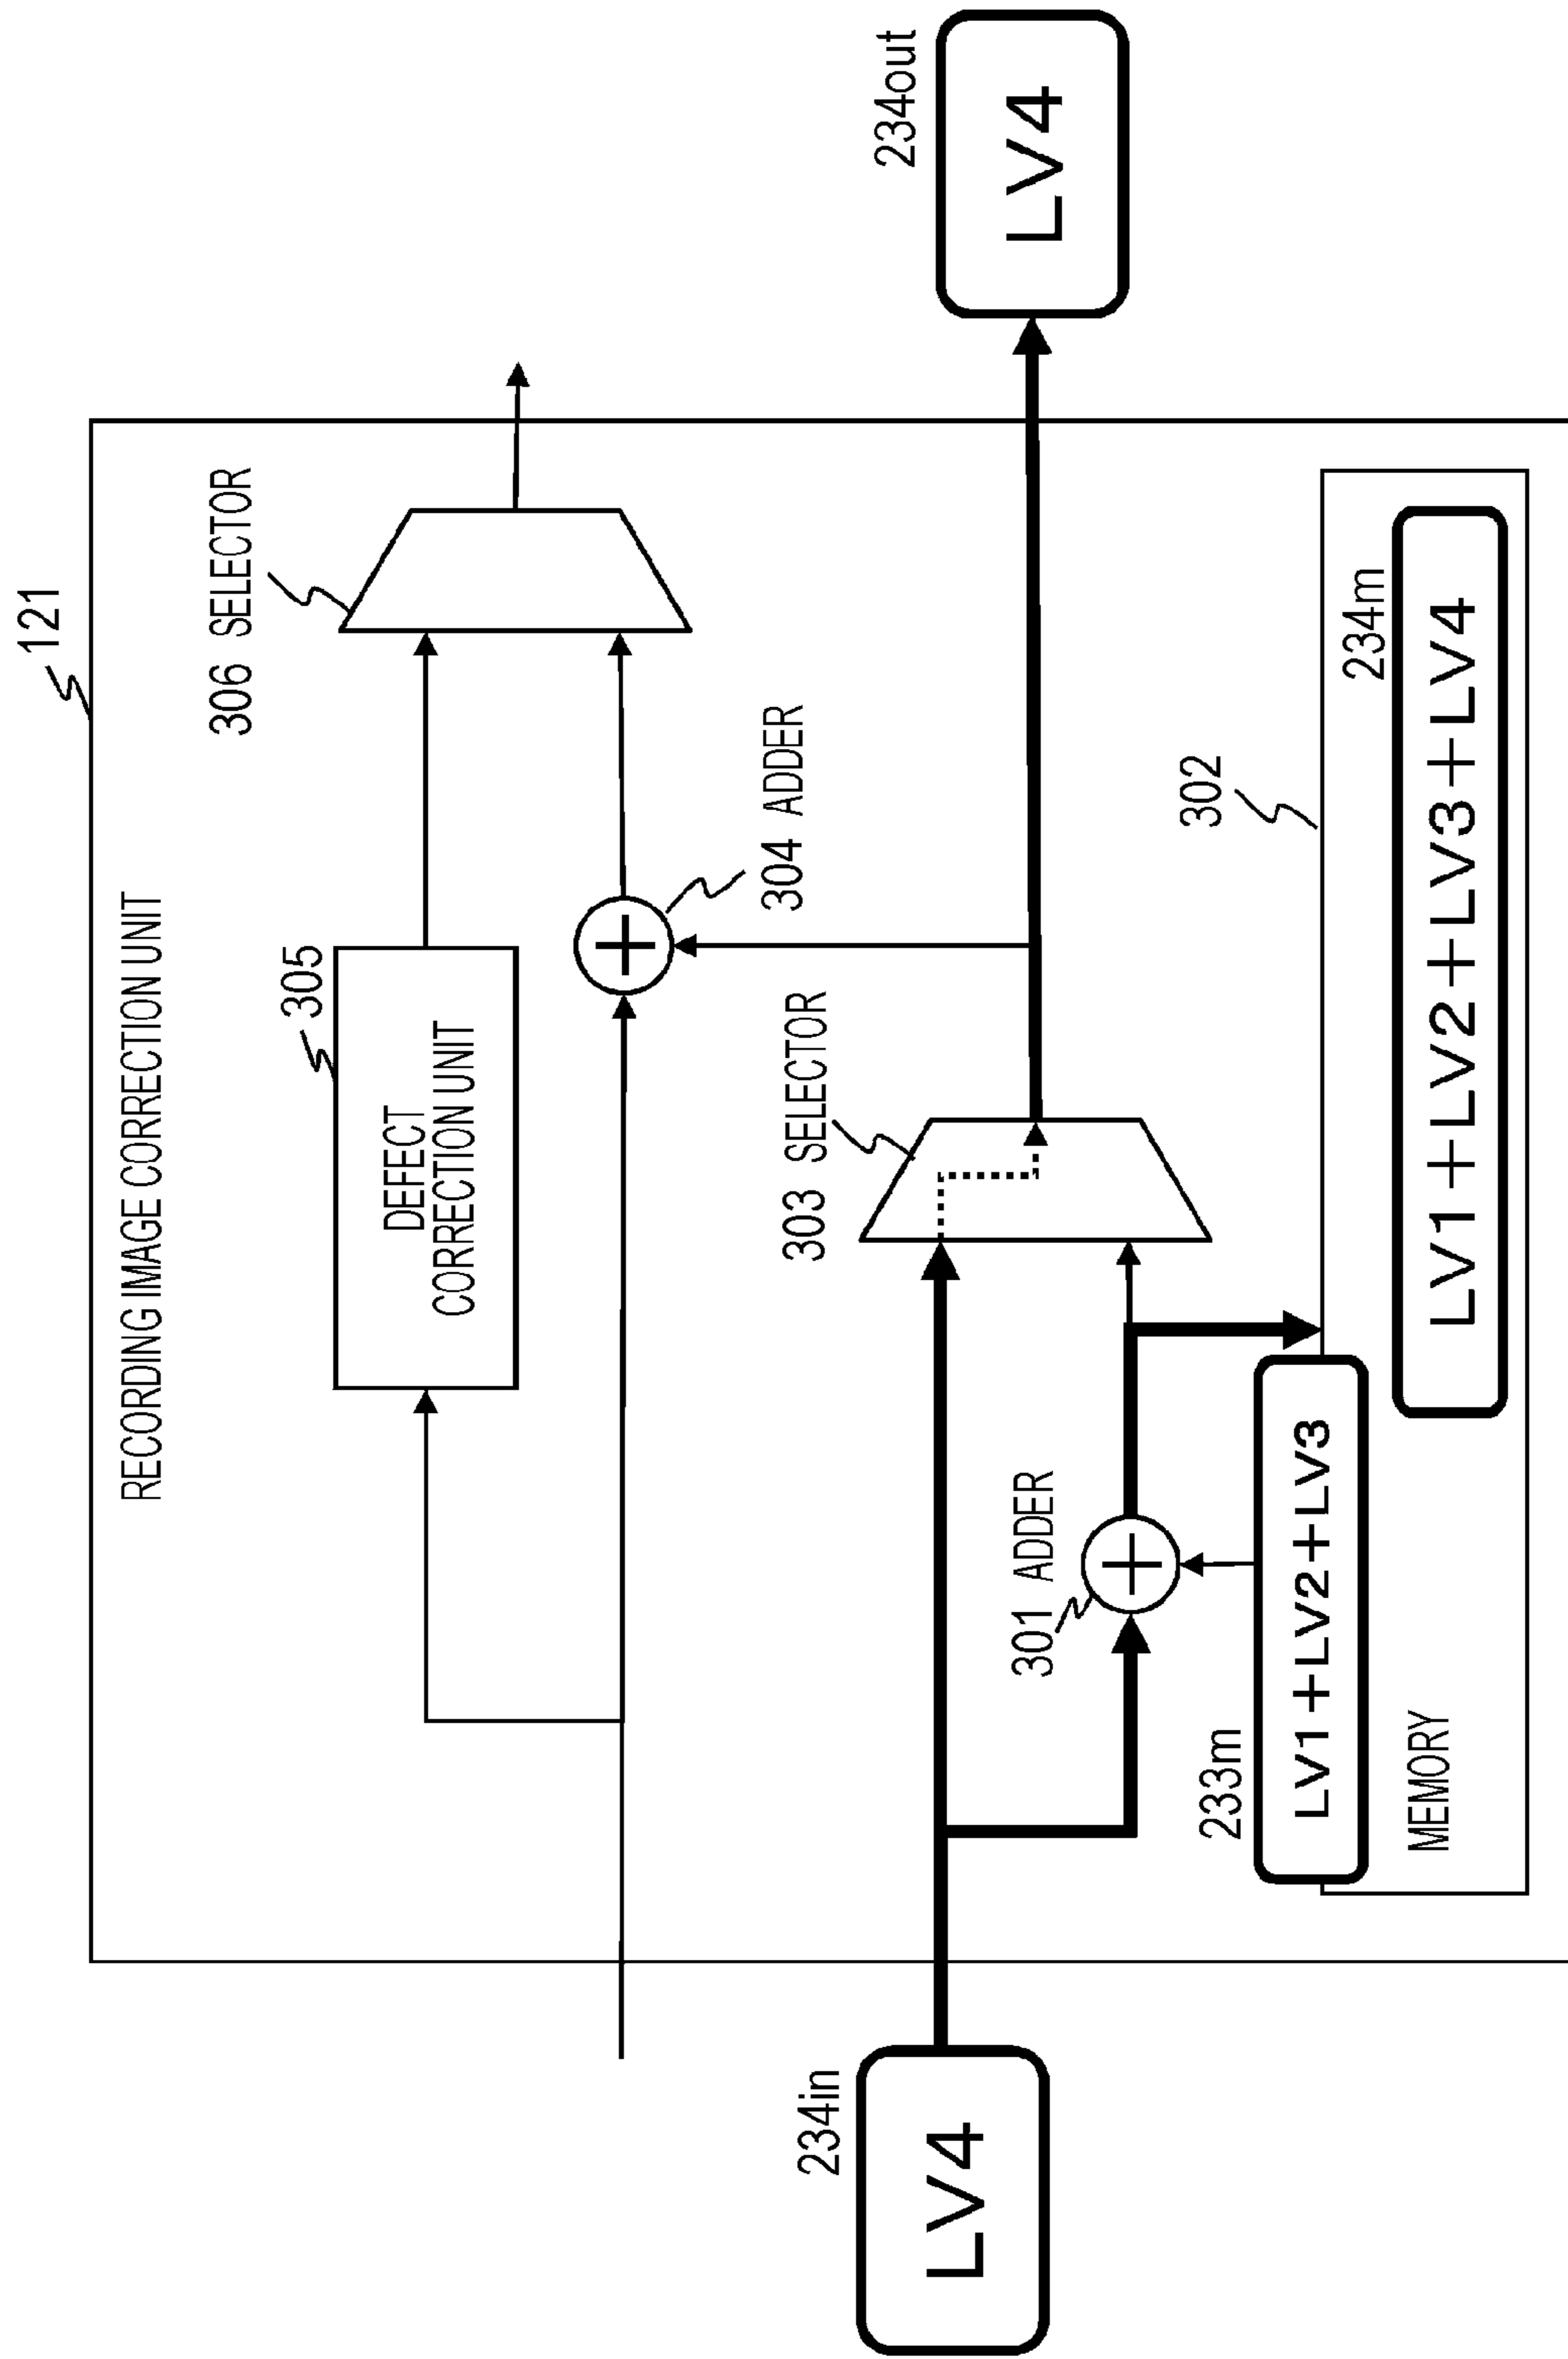 121
RECORDING IMAGE CORRECTION UNIT
306 SELECTOR
305
DEFECT
CORRECTION UNIT
304 ADDER
303 SELECTOR
234in
LV4
234out
LV4
301 ADDER
302
233m
LV1+LV2+LV3
234m
LV1+LV2+LV3+LV4
MEMORY